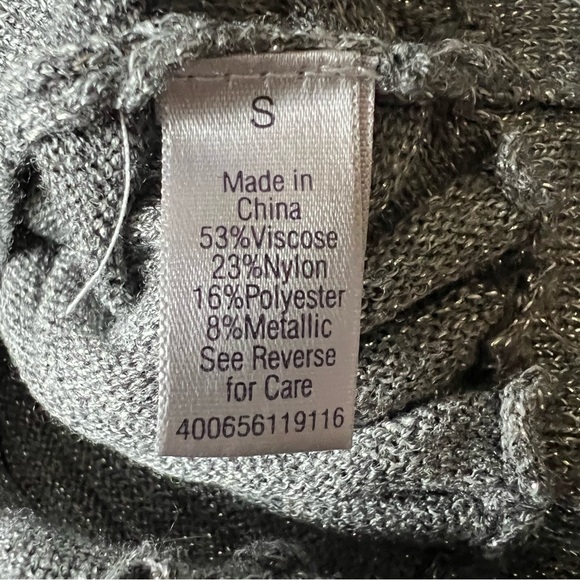 S
Made in
China
53%Viscose
23%Nylon
16%Polyester
8%Metallic
See Reverse
for Care
400656119116